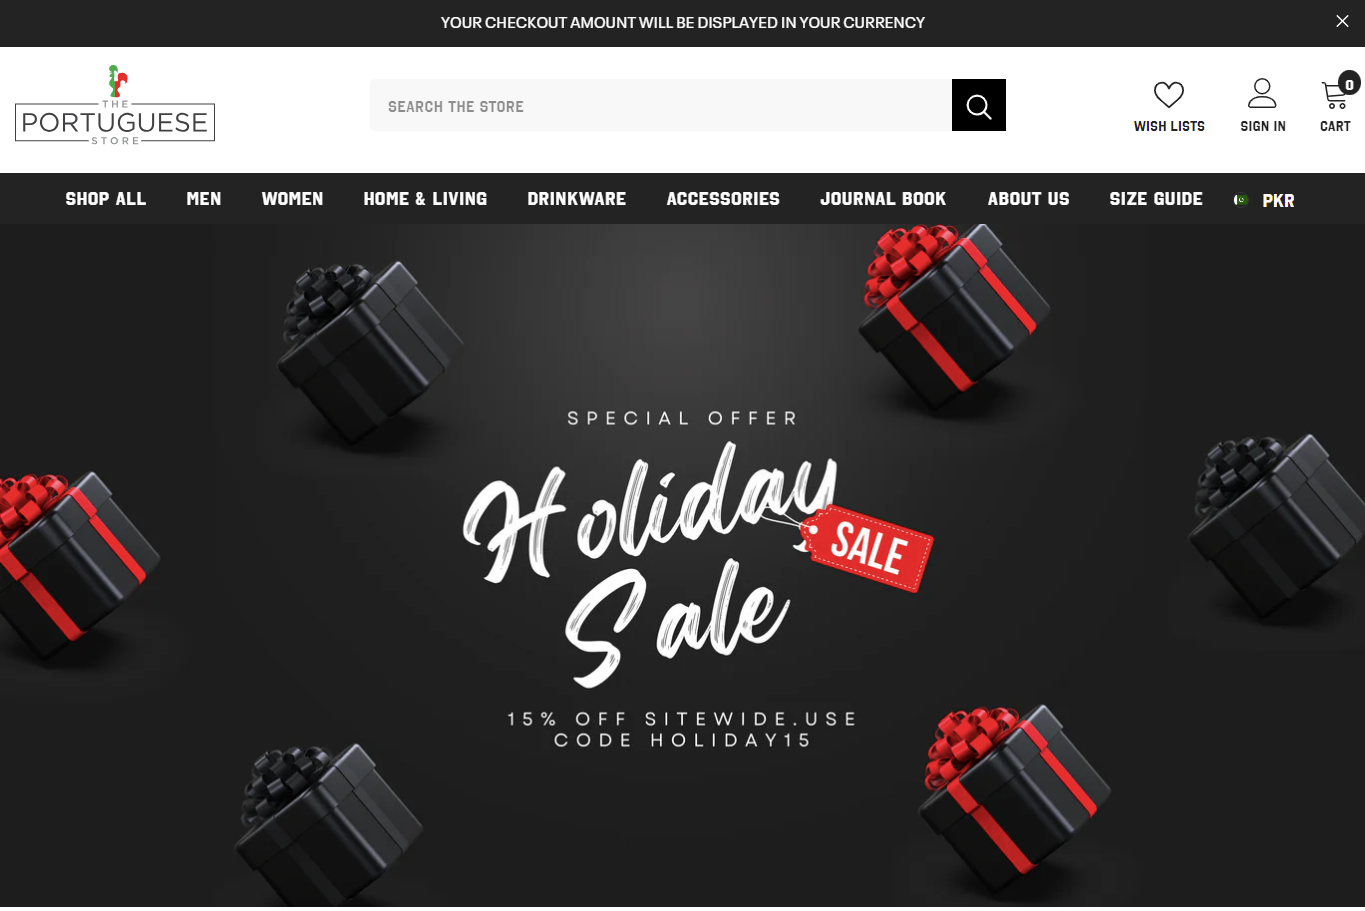 YOUR CHECKOUT AMOUNT WILL BE DISPLAYED IN YOUR CURRENCY
THE
PORTUGUESE
STORE
SEARCH THE STORE
WISH LISTS
SIGN IN
0
CART
SHOP ALL MEN WOMEN HOME & LIVING DRINKWARE ACCESSORIES JOURNAL BOOK ABOUT US SIZE GUIDE PKR
SPECIAL OFFER
Holiday
SALE
Sale
15% OFF SITEWIDE.USE
CODE HOLIDAY15